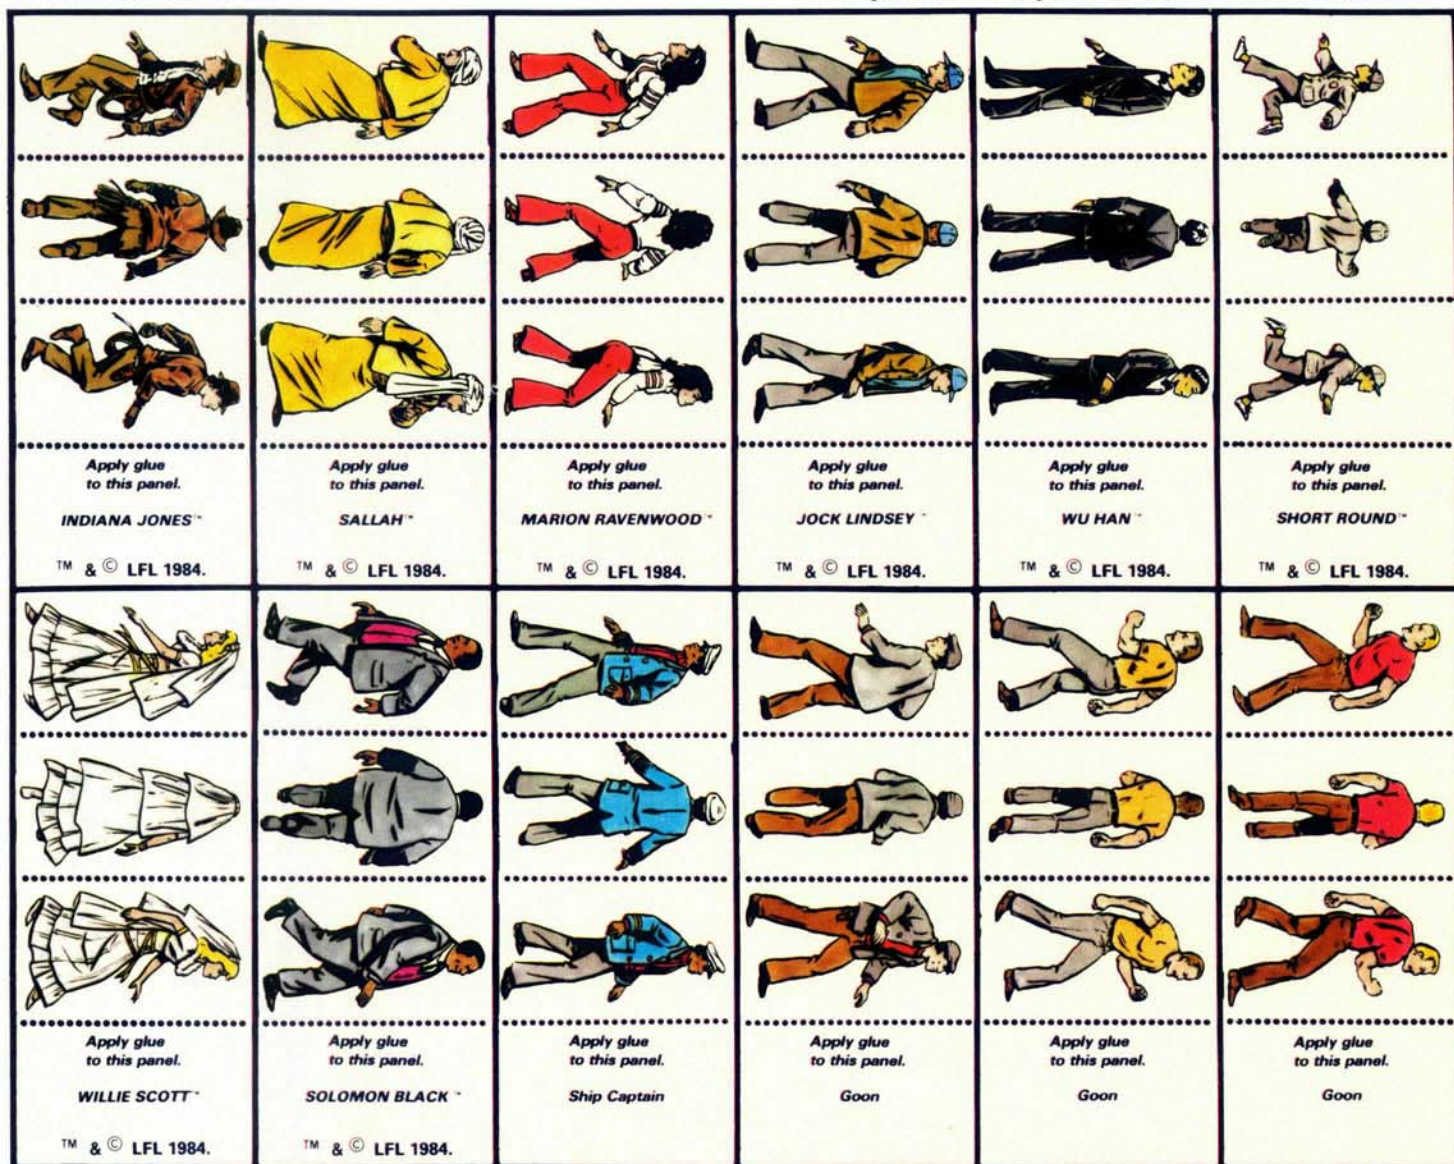 Apply glue
to this panel.
INDIANA JONES™
TM & © LFL 1984.
Apply glue
to this panel.
SALLAH™
TM & © LFL 1984.
Apply glue
to this panel.
MARION RAVENWOOD™
TM & © LFL 1984.
Apply glue
to this panel.
JOCK LINDSEY™
TM & © LFL 1984.
Apply glue
to this panel.
WU HAN™
TM & © LFL 1984.
Apply glue
to this panel.
SHORT ROUND™
TM & © LFL 1984.
Apply glue
to this panel.
WILLIE SCOTT™
TM & © LFL 1984.
Apply glue
to this panel.
SOLOMON BLACK™
TM & © LFL 1984.
Apply glue
to this panel.
Ship Captain
Apply glue
to this panel.
Goon
Apply glue
to this panel.
Goon
Apply glue
to this panel.
Goon